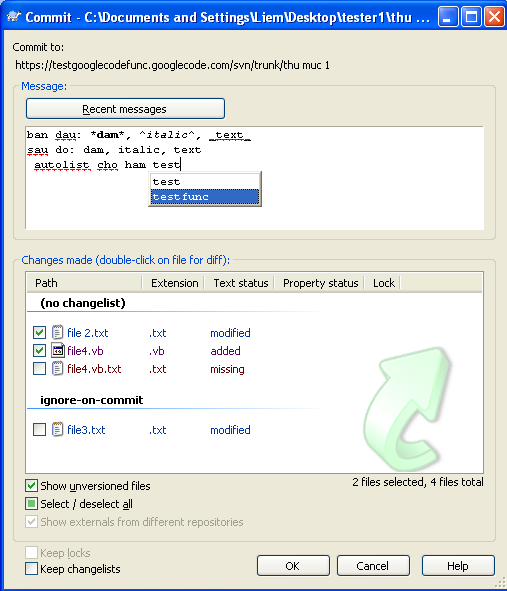 Commit - C:\Documents and Settings\Liem\Desktop\tester1\thu ...
Commit to:
https://testgooglecodefunc.googlecode.com/svn/trunk/thu muc 1
Message:
Recent messages
ban dau: *dam*, ^italic^, _text_
sau do: dam, italic, text
autolist cho ham test
test
testfunc
Changes made (double-click on file for diff):
Path Extension Text status Property status Lock
(no changelist)
file 2.txt .txt modified
file4.vb .vb added
file4.vb.txt .txt missing
ignore-on-commit
file3.txt .txt modified
Show unversioned files
2 files selected, 4 files total
Select / deselect all
Show externals from different repositories
Keep locks
Keep changelists
OK Cancel Help